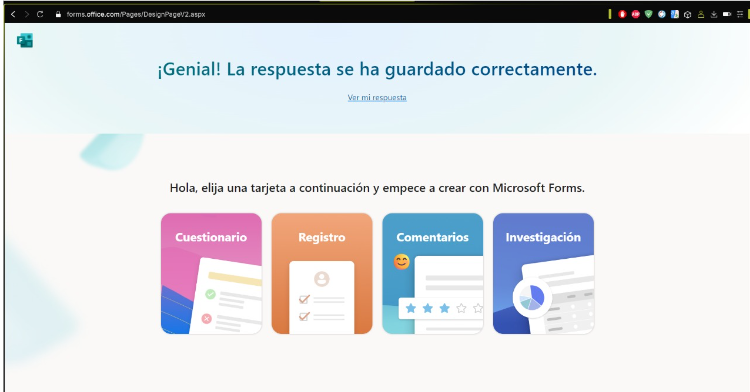 forms.office.com/Pages/DesignPageV2.aspx
¡Genial! La respuesta se ha guardado correctamente.
Ver mi respuesta
Hola, elija una tarjeta a continuación y empece a crear con Microsoft Forms.
Cuestionario
Registro
Comentarios
Investigación